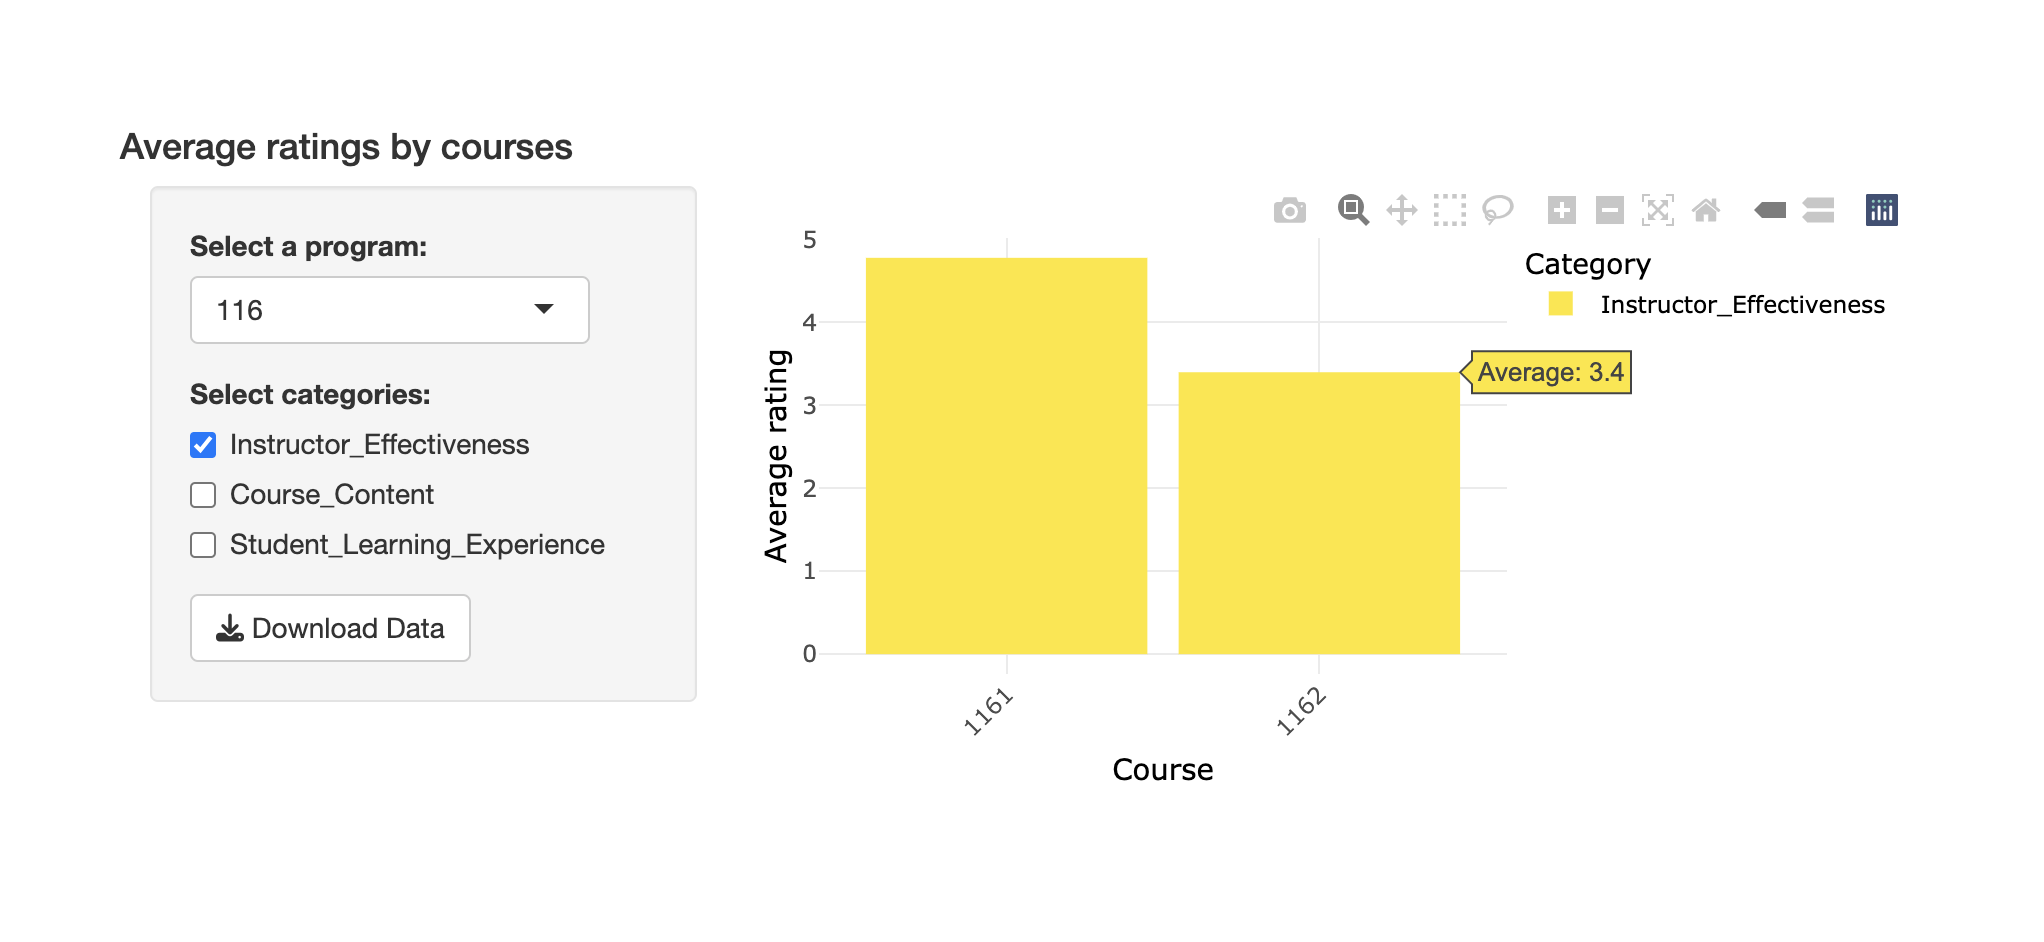 Average ratings by courses
Select a program:
116
Select categories:
Instructor_Effectiveness
Course_Content
Student_Learning_Experience
Download Data
5
4
3
2
1
0
Average rating
1161
1162
Course
Category
Instructor_Effectiveness
Average: 3.4